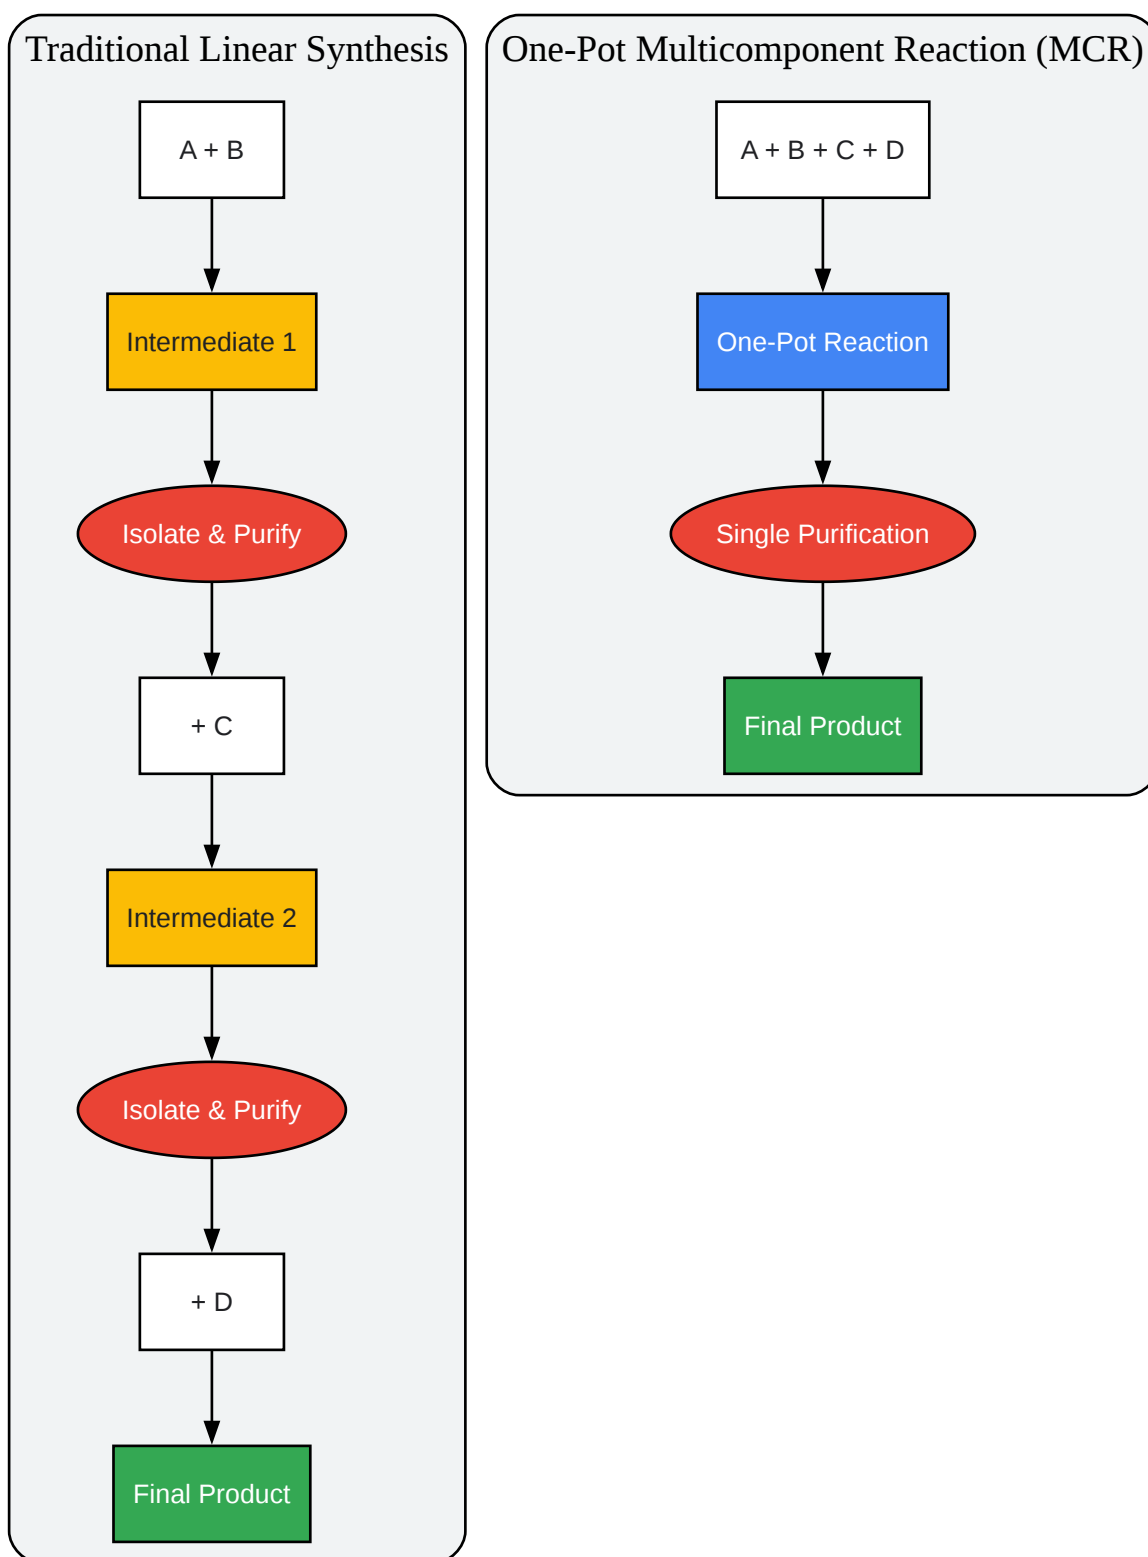 Traditional Linear Synthesis
A + B
Intermediate 1
Isolate & Purify
+ C
Intermediate 2
Isolate & Purify
+ D
Final Product
One-Pot Multicomponent Reaction (MCR)
A + B + C + D
One-Pot Reaction
Single Purification
Final Product